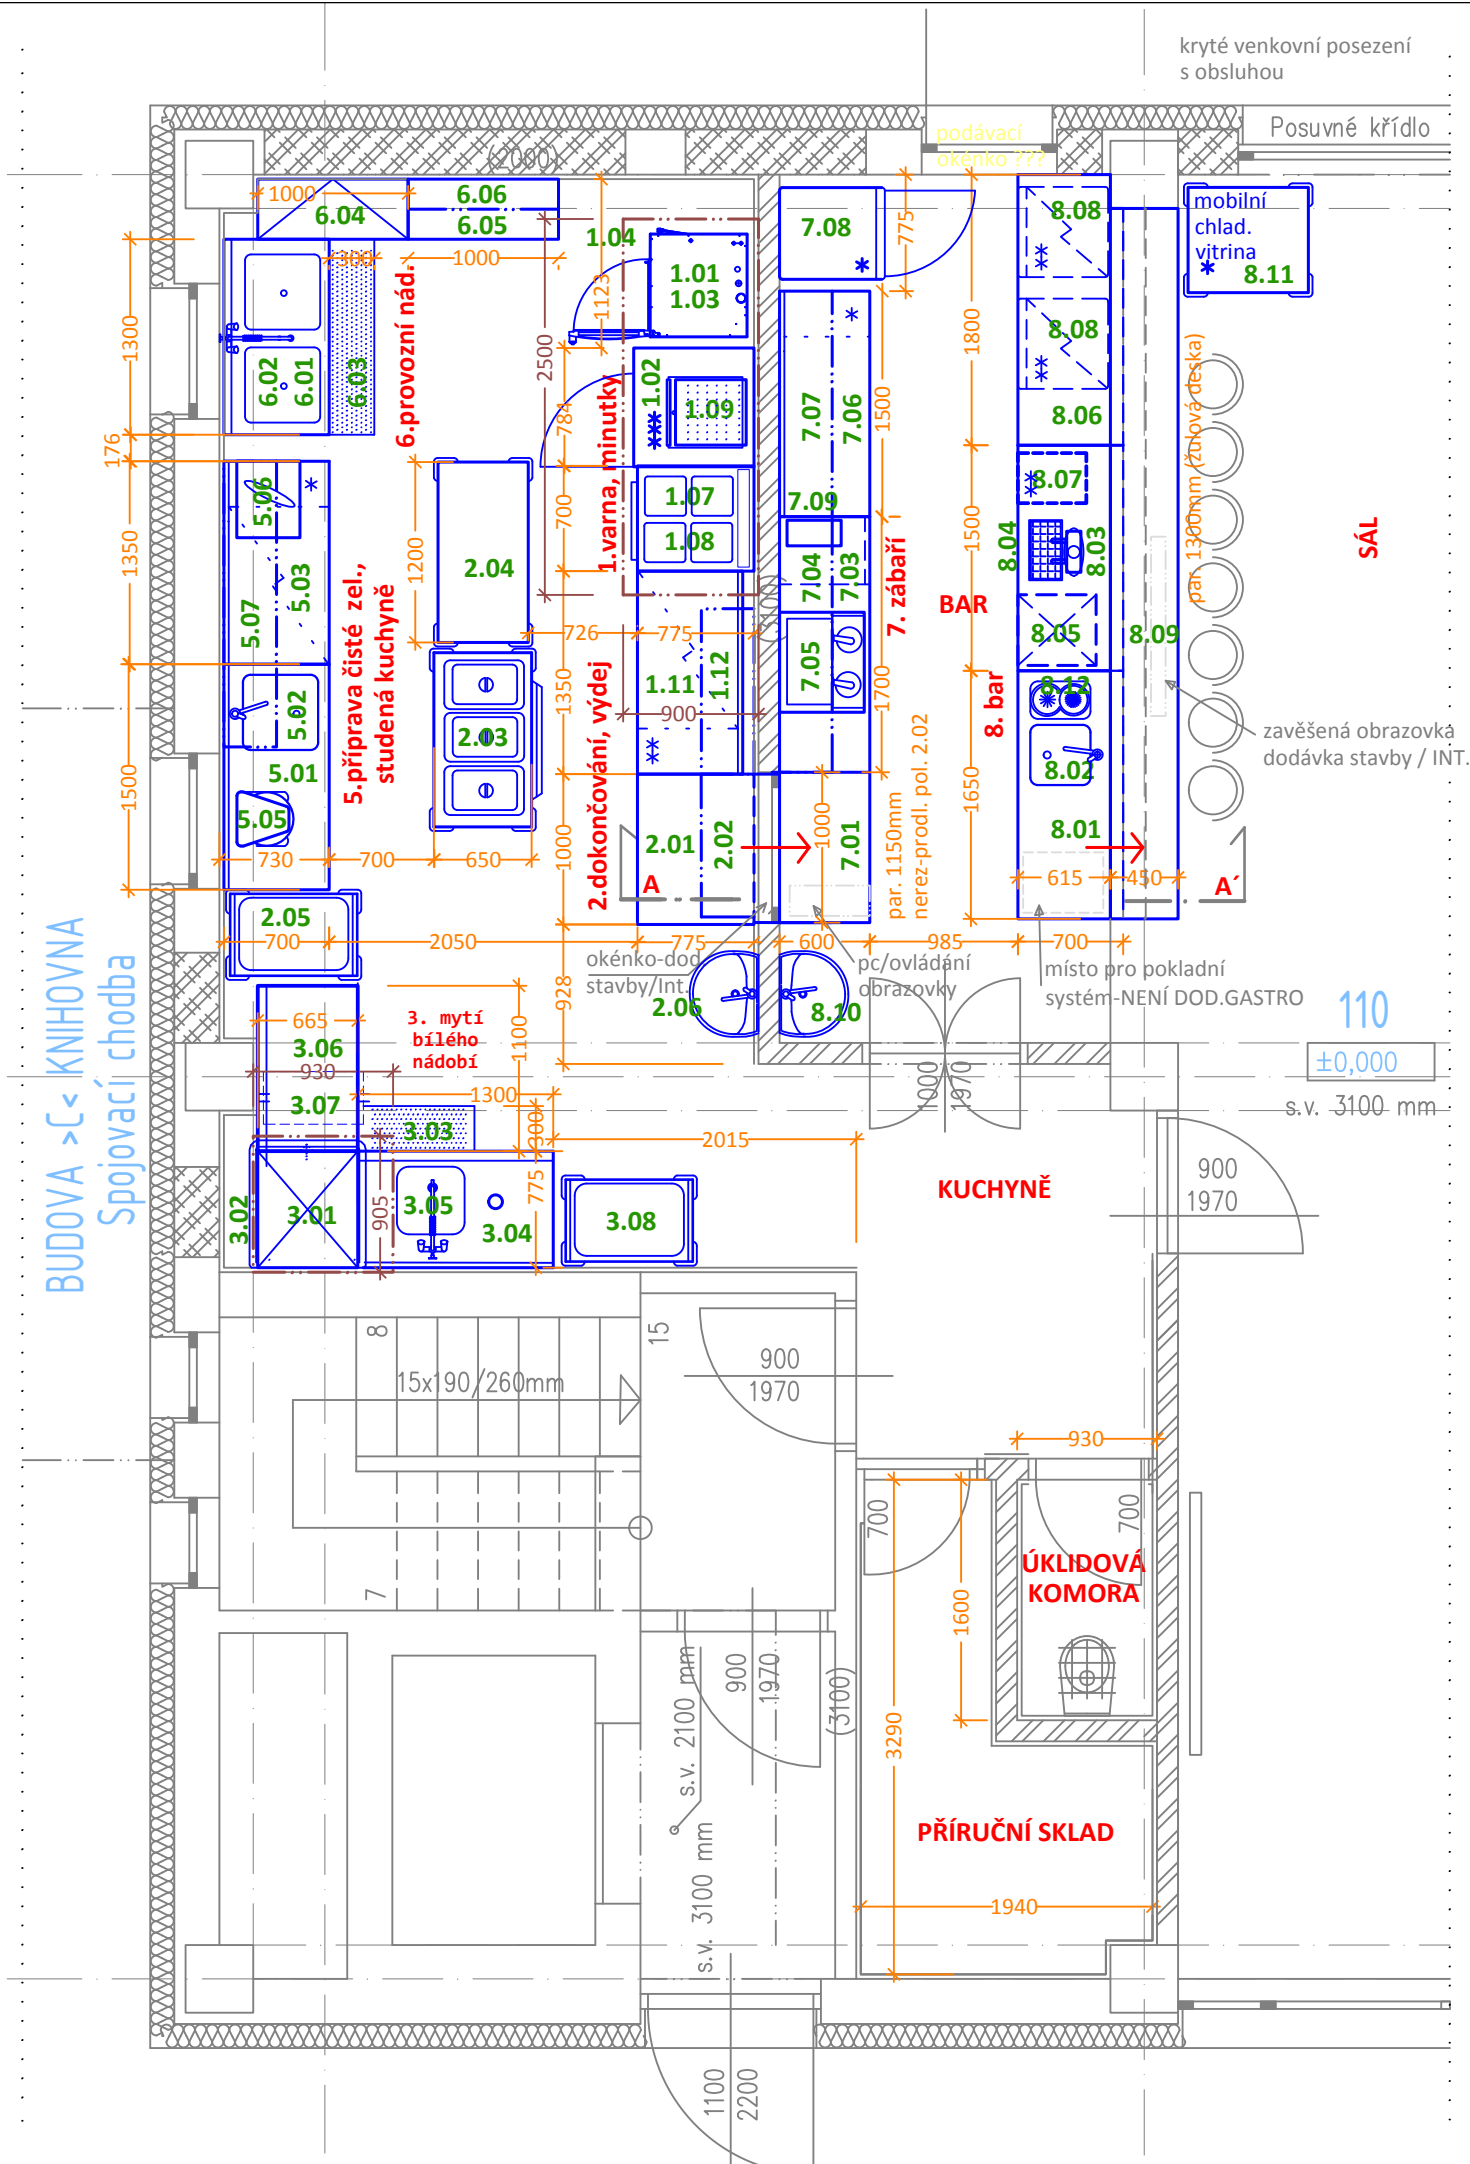 kryté venkovní posezení
s obsluhou
Posuvné křídlo
podávací
okénko ???
(2000)
1000
6.04
6.06
6.05
300
1000
1.04
1123
2500
1.01
1.03
7.08
775
8.08
8.08
1800
8.06
mobilní
chlad.
vitrina
8.11
1300
6.02
6.01
6.03
6.provozní nád.
176
784
1.02
1.09
7.07
7.06
1500
7.09
par. 1300mm (žulová deska)
SÁL
1350
5.06
5.03
5.07
1200
2.04
700
1.07
1.08
1.varna, minutky
7.04
7.03
7.05
7. zábaří
1700
BAR
8. bar
8.07
8.04
8.03
1500
8.05
8.09
5.příprava čisté zel.,
studená kuchyně
726
775
1350
1.11
1.12
900
8.12
8.02
8.01
1650
zavěšená obrazovka
dodávka stavby / INT.
5.02
5.01
5.05
1500
2.03
2.dokončování, výdej
1000
2.01
2.02
A
7.01
1000
par. 1150mm
nerez-prodl. pol. 2.02
615
450
A´
730
700
650
2.05
700
2050
775
600
985
700
okénko-dod.
stavby/Int.
2.06
8.10
pc/ovládání
obrazovky
místo pro pokladní
systém-NENÍ DOD.GASTRO
928
BUDOVA >C< KNIHOVNA
Spojovací chodba
665
3.06
930
3.07
3. mytí
bílého
nádobí
1100
1300
3.03
300
2015
1000
1970
110
±0,000
s.v. 3100 mm
3.02
3.01
905
3.05
3.04
775
3.08
KUCHYNĚ
900
1970
8
15
15x190/260mm
900
1970
7
930
700
700
ÚKLIDOVÁ
KOMORA
1600
3290
s.v. 2100 mm
s.v. 3100 mm
900
1970
(3100)
PŘÍRUČNÍ SKLAD
1940
1100
2200